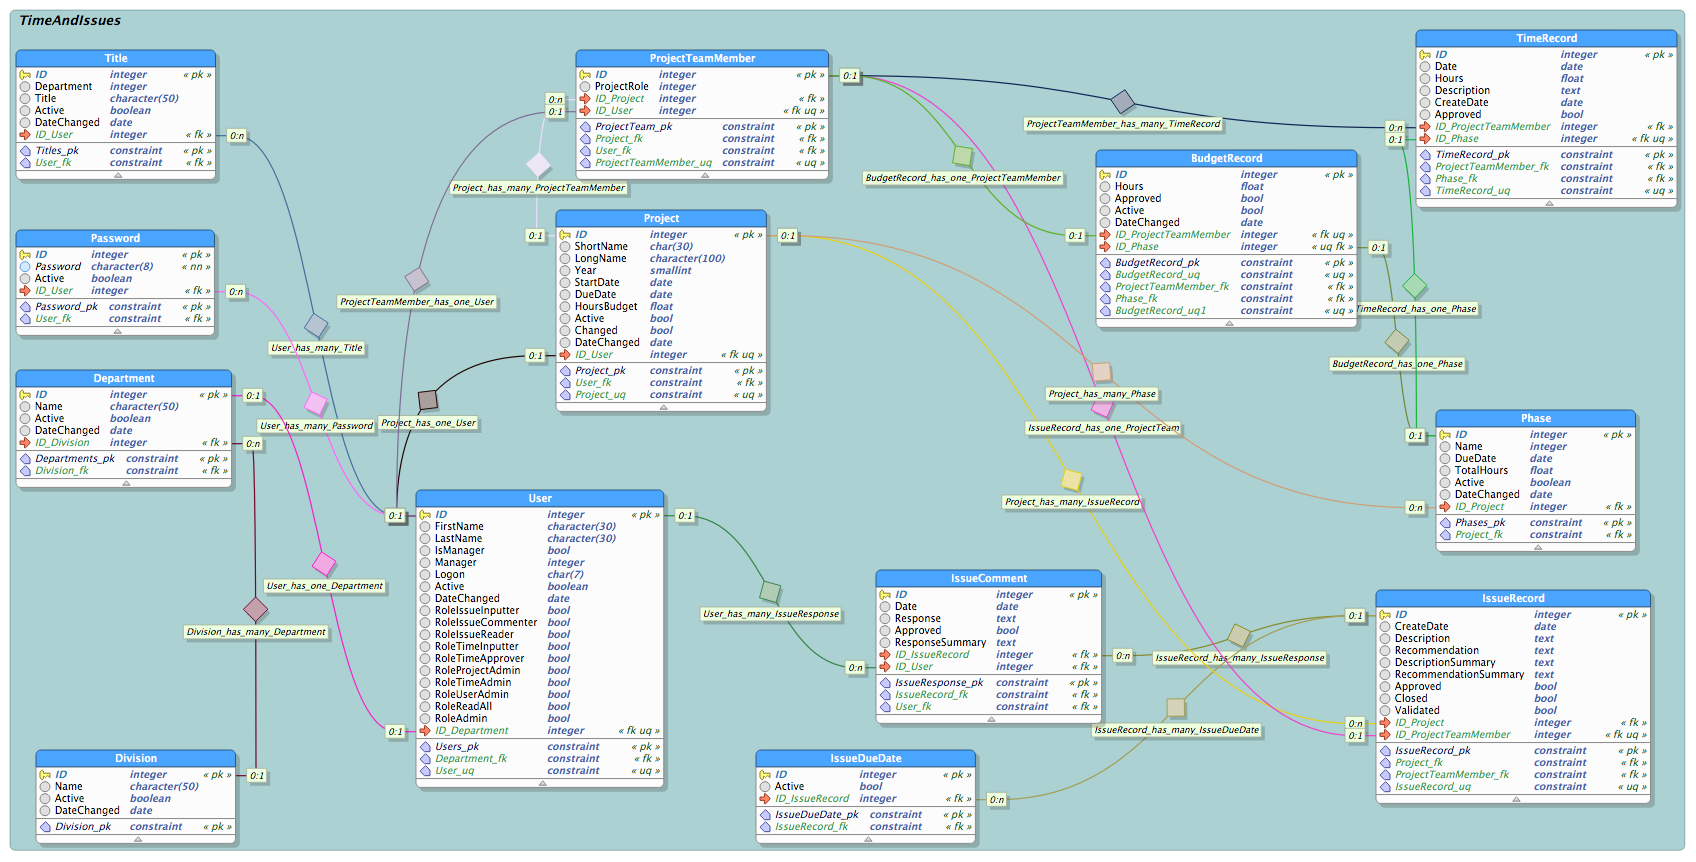 TimeAndIssues
Title
ID integer « pk »
Department integer
Title character(50)
Active boolean
DateChanged date
ID_User integer « fk »
Titles_pk constraint « pk »
User_fk constraint « fk »
0:n
Password
ID integer « pk »
Password character(8) « nn »
Active boolean
ID_User integer « fk »
Password_pk constraint « pk »
User_fk constraint « fk »
0:n
Department
ID integer « pk »
Name character(50)
Active boolean
DateChanged date
ID_Division integer « fk »
Departments_pk constraint « pk »
Division_fk constraint « fk »
0:1
0:n
Division
ID integer « pk »
Name character(50)
Active boolean
DateChanged date
Division_pk constraint « pk »
0:1
User_has_many_Title
User_has_many_Password
User_has_one_Department
Division_has_many_Department
ProjectTeamMember_has_one_User
Project_has_one_User
Project_has_many_ProjectTeamMember
ProjectTeamMember
ID integer « pk »
ProjectRole integer
ID_Project integer « fk »
ID_User integer « fk uq »
ProjectTeam_pk constraint « pk »
Project_fk constraint « fk »
User_fk constraint « fk »
ProjectTeamMember_uq constraint « uq »
0:n
0:1
0:1
Project
ID integer « pk »
ShortName char(30)
LongName character(100)
Year smallint
StartDate date
DueDate date
HoursBudget float
Active bool
Changed bool
DateChanged date
ID_User integer « fk uq »
Project_pk constraint « pk »
User_fk constraint « fk »
Project_uq constraint « uq »
0:1
0:1
0:1
User
ID integer « pk »
FirstName character(30)
LastName character(30)
IsManager bool
Manager integer
Logon char(7)
Active boolean
DateChanged date
RoleIssueInputter bool
RoleIssueCommenter bool
RoleIssueReader bool
RoleTimeInputter bool
RoleTimeApprover bool
RoleProjectAdmin bool
RoleTimeAdmin bool
RoleUserAdmin bool
RoleReadAll bool
RoleAdmin bool
ID_Department integer « fk uq »
Users_pk constraint « pk »
Department_fk constraint « fk »
User_uq constraint « uq »
0:1
0:1
0:1
User_has_many_IssueResponse
ProjectTeamMember_has_many_TimeRecord
BudgetRecord_has_one_ProjectTeamMember
Project_has_many_Phase
IssueRecord_has_one_ProjectTeam
Project_has_many_IssueRecord
BudgetRecord
ID integer « pk »
Hours float
Approved bool
Active bool
DateChanged date
ID_ProjectTeamMember integer « fk uq »
ID_Phase integer « uq fk »
BudgetRecord_pk constraint « pk »
BudgetRecord_uq constraint « uq »
ProjectTeamMember_fk constraint « fk »
Phase_fk constraint « fk »
BudgetRecord_uq1 constraint « uq »
0:1
0:1
TimeRecord
ID integer « pk »
Date date
Hours float
Description text
CreateDate date
Approved bool
ID_ProjectTeamMember integer « fk »
ID_Phase integer « fk uq »
TimeRecord_pk constraint « pk »
ProjectTeamMember_fk constraint « fk »
Phase_fk constraint « fk »
TimeRecord_uq constraint « uq »
0:n
0:1
TimeRecord_has_one_Phase
BudgetRecord_has_one_Phase
Phase
ID integer « pk »
Name integer
DueDate date
TotalHours float
Active boolean
DateChanged date
ID_Project integer « fk »
Phases_pk constraint « pk »
Project_fk constraint « fk »
0:1
0:n
IssueComment
ID integer « pk »
Date date
Response text
Approved bool
ResponseSummary text
ID_IssueRecord integer « fk »
ID_User integer « fk »
IssueResponse_pk constraint « pk »
IssueRecord_fk constraint « fk »
User_fk constraint « fk »
0:n
0:n
IssueRecord_has_many_IssueResponse
IssueRecord_has_many_IssueDueDate
IssueDueDate
ID integer « pk »
Active bool
ID_IssueRecord integer « fk »
IssueDueDate_pk constraint « pk »
IssueRecord_fk constraint « fk »
0:n
IssueRecord
ID integer « pk »
CreateDate date
Description text
Recommendation text
DescriptionSummary text
RecommendationSummary text
Approved bool
Closed bool
Validated bool
ID_Project integer « fk »
ID_ProjectTeamMember integer « fk uq »
IssueRecord_pk constraint « pk »
Project_fk constraint « fk »
ProjectTeamMember_fk constraint « fk »
IssueRecord_uq constraint « uq »
0:1
0:n
0:1